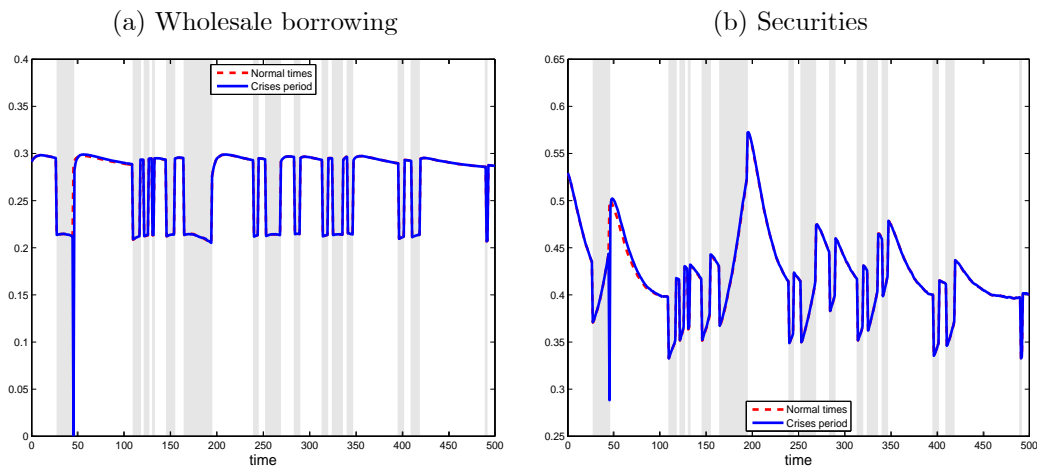 (a) Wholesale borrowing
0.4
0.35
0.3
0.25
0.2
0.15
0.1
0.05
0
0 50 100 150 200 250 300 350 400 450 500
time
Normal times
Crises period
(b) Securities
0.65
0.6
0.55
0.5
0.45
0.4
0.35
0.3
0.25
0 50 100 150 200 250 300 350 400 450 500
time
Normal times
Crises period